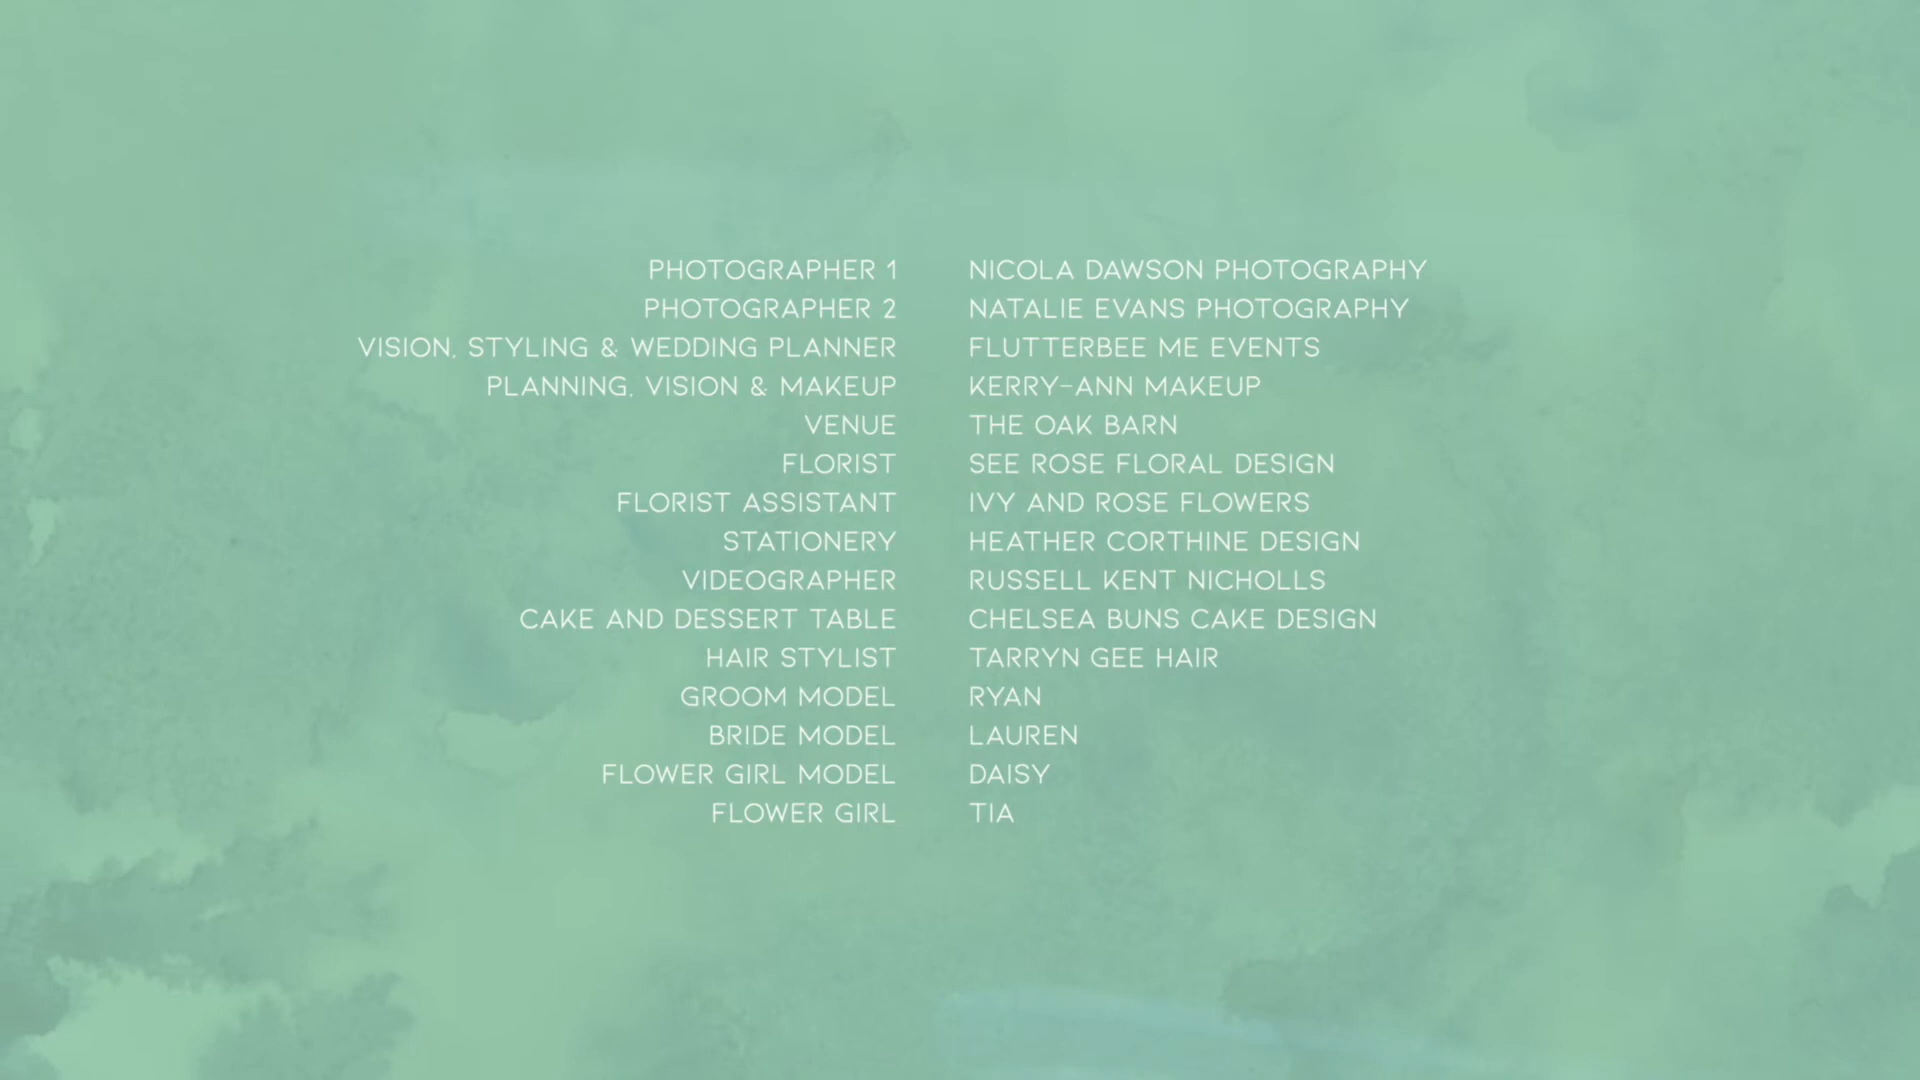 PHOTOGRAPHER 1 NICOLA DAWSON PHOTOGRAPHY
PHOTOGRAPHER 2 NATALIE EVANS PHOTOGRAPHY
VISION, STYLING & WEDDING PLANNER FLUTTERBEE ME EVENTS
PLANNING, VISION & MAKEUP KERRY-ANN MAKEUP
VENUE THE OAK BARN
FLORIST SEE ROSE FLORAL DESIGN
FLORIST ASSISTANT IVY AND ROSE FLOWERS
STATIONERY HEATHER CORTHINE DESIGN
VIDEOGRAPHER RUSSELL KENT NICHOLLS
CAKE AND DESSERT TABLE CHELSEA BUNS CAKE DESIGN
HAIR STYLIST TARRYN GEE HAIR
GROOM MODEL RYAN
BRIDE MODEL LAUREN
FLOWER GIRL MODEL DAISY
FLOWER GIRL TIA